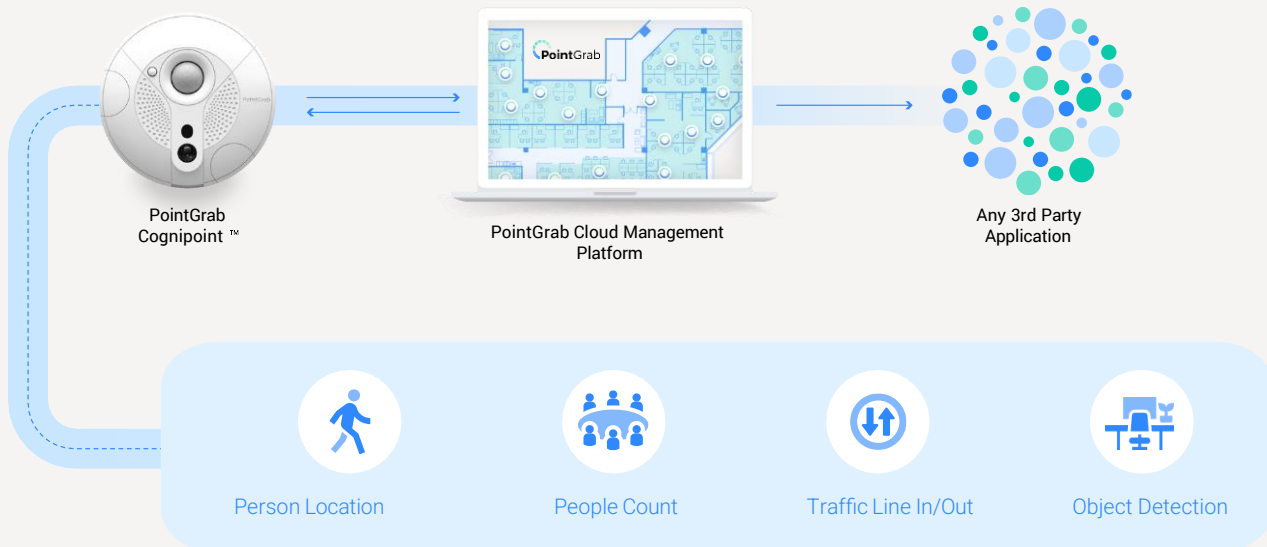 PointGrab
PointGrab
PointGrab
Cognipoint ™
PointGrab Cloud Management
Platform
Any 3rd Party
Application
Person Location
People Count
Traffic Line In/Out
Object Detection